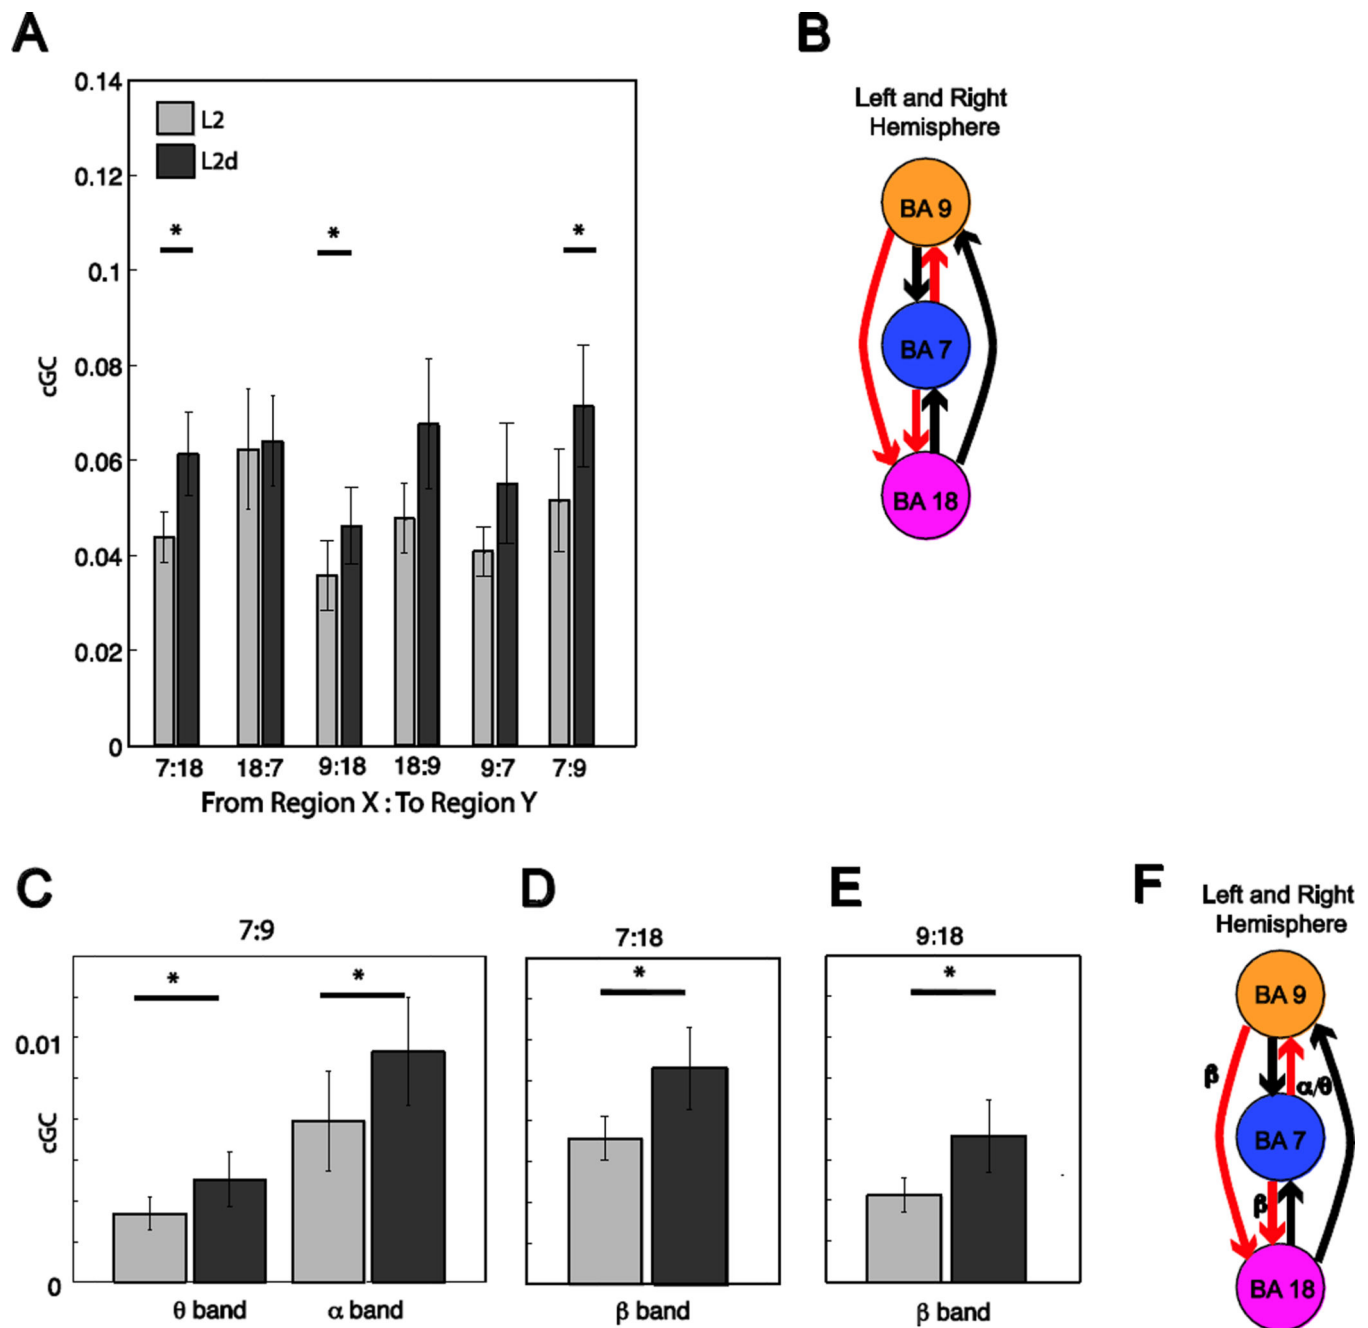 A
0.14
0.12
0.1
0.08
0.06
0.04
0.02
0
cGC
L2
L2d
*
*
*
7:18 18:7 9:18 18:9 9:7 7:9
From Region X : To Region Y
B
Left and Right
Hemisphere
BA 9
BA 7
BA 18
C
7:9
*
*
0.01
0
cGC
θ band α band
D
7:18
*
β band
E
9:18
*
β band
F
Left and Right
Hemisphere
BA 9
β
α/θ
BA 7
β
BA 18